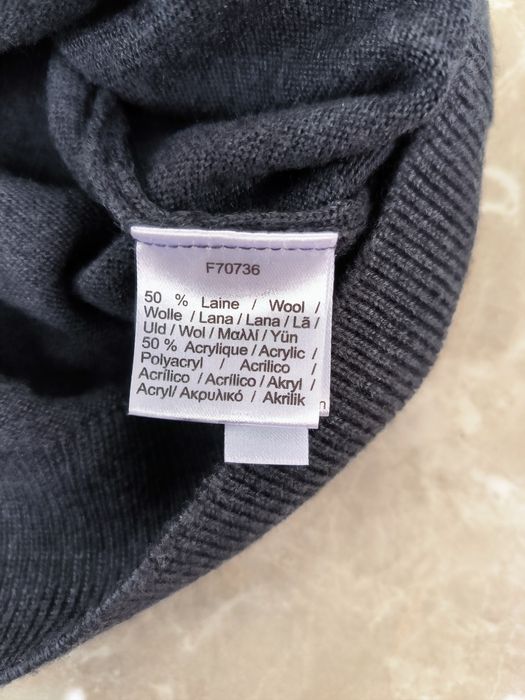 F70736
50 % Laine / Wool /
Wolle / Lana / Lana / Lã /
Uld / Wol / Μαλλί / Yün
50 % Acrylique / Acrylic /
Polyacryl / Acrilico /
Acrílico / Acrílico / Akryl /
Acryl/ Ακρυλικό / Akrilik